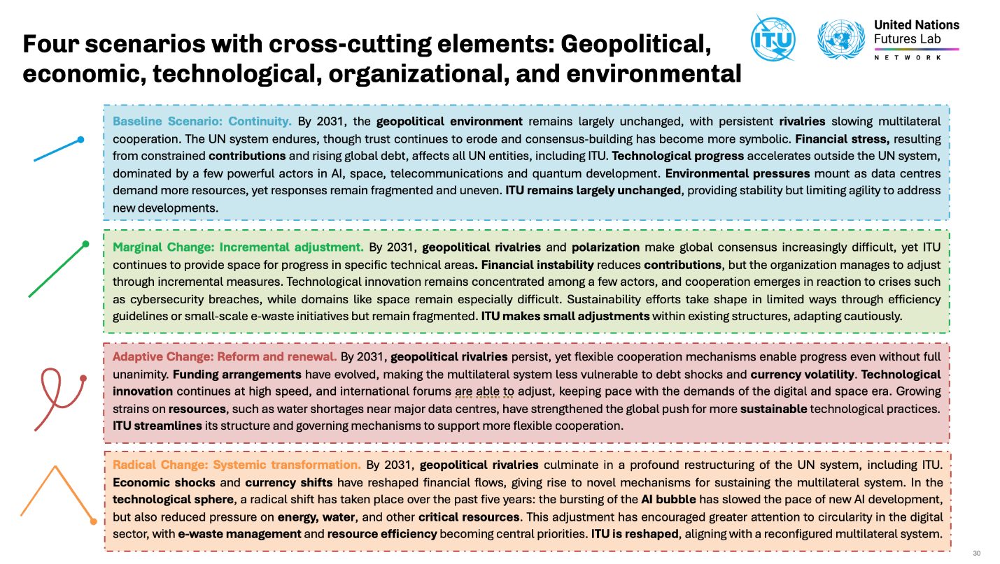 Four scenarios with cross-cutting elements: Geopolitical,
economic, technological, organizational, and environmental
ITU
United Nations
Futures Lab
NETWORK
Baseline Scenario: Continuity. By 2031, the geopolitical environment remains largely unchanged, with persistent rivalries slowing multilateral
cooperation. The UN system endures, though trust continues to erode and consensus-building has become more symbolic. Financial stress, resulting
from constrained contributions and rising global debt, affects all UN entities, including ITU. Technological progress accelerates outside the UN system,
dominated by a few powerful actors in AI, space, telecommunications and quantum development. Environmental pressures mount as data centres
demand more resources, yet responses remain fragmented and uneven. ITU remains largely unchanged, providing stability but limiting agility to address
new developments.
Marginal Change: Incremental adjustment. By 2031, geopolitical rivalries and polarization make global consensus increasingly difficult, yet ITU
continues to provide space for progress in specific technical areas. Financial instability reduces contributions, but the organization manages to adjust
through incremental measures. Technological innovation remains concentrated among a few actors, and cooperation emerges in reaction to crises such
as cybersecurity breaches, while domains like space remain especially difficult. Sustainability efforts take shape in limited ways through efficiency
guidelines or small-scale e-waste initiatives but remain fragmented. ITU makes small adjustments within existing structures, adapting cautiously.
Adaptive Change: Reform and renewal. By 2031, geopolitical rivalries persist, yet flexible cooperation mechanisms enable progress even without full
unanimity. Funding arrangements have evolved, making the multilateral system less vulnerable to debt shocks and currency volatility. Technological
innovation continues at high speed, and international forums are able to adjust, keeping pace with the demands of the digital and space era. Growing
strains on resources, such as water shortages near major data centres, have strengthened the global push for more sustainable technological practices.
ITU streamlines its structure and governing mechanisms to support more flexible cooperation.
Radical Change: Systemic transformation. By 2031, geopolitical rivalries culminate in a profound restructuring of the UN system, including ITU.
Economic shocks and currency shifts have reshaped financial flows, giving rise to novel mechanisms for sustaining the multilateral system. In the
technological sphere, a radical shift has taken place over the past five years: the bursting of the AI bubble has slowed the pace of new AI development,
but also reduced pressure on energy, water, and other critical resources. This adjustment has encouraged greater attention to circularity in the digital
sector, with e-waste management and resource efficiency becoming central priorities. ITU is reshaped, aligning with a reconfigured multilateral system.
30